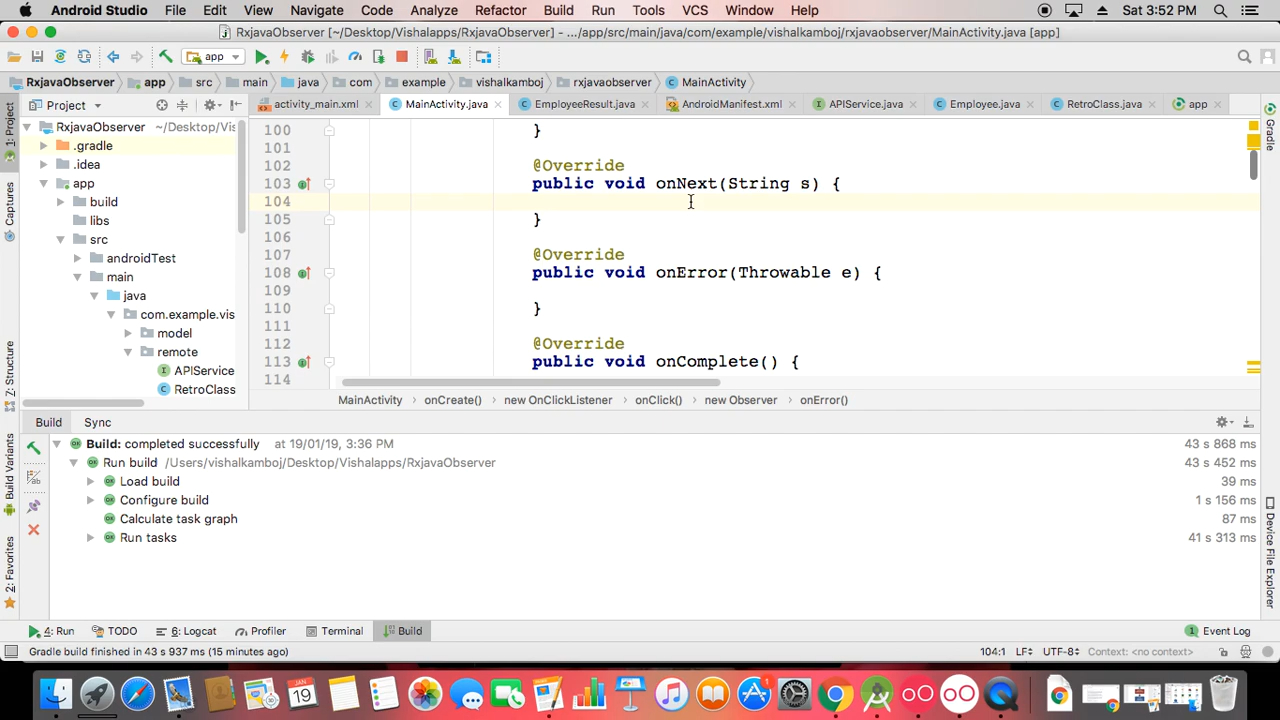 Android Studio File Edit View Navigate Code Analyze Refactor Build Run Tools VCS Window Help Sat 3:52 PM
RxjavaObserver [~/Desktop/Vishalapps/RxjavaObserver] - .../app/src/main/java/com/example/vishalkamboj/rxjavaobserver/MainActivity.java [app]
app
RxjavaObserver app src main java com example vishalkamboj rxjavaobserver MainActivity
Project activity_main.xml MainActivity.java EmployeeResult.java AndroidManifest.xml APIService.java Employee.java RetroClass.java app
1: Project
Captures
Z: Structure
Build Variants
2: Favorites
Gradle
Device File Explorer
RxjavaObserver ~/Desktop/Vis
.gradle
.idea
app
build
libs
src
androidTest
main
java
com.example.vis
model
remote
APIService
RetroClass
100 }
101
102 @Override
103 public void onNext(String s) {
104
105 }
106
107 @Override
108 public void onError(Throwable e) {
109
110 }
111
112 @Override
113 public void onComplete() {
114
MainActivity onCreate() new OnClickListener onClick() new Observer onError()
Build Sync
Build: completed successfully at 19/01/19, 3:36 PM 43 s 868 ms
Run build /Users/vishalkamboj/Desktop/Vishalapps/RxjavaObserver 43 s 452 ms
Load build 39 ms
Configure build 1 s 156 ms
Calculate task graph 87 ms
Run tasks 41 s 313 ms
4: Run TODO 6: Logcat Profiler Terminal Build 1 Event Log
Gradle build finished in 43 s 937 ms (15 minutes ago) 104:1 LF÷ UTF-8÷ Context: <no context>
19
1